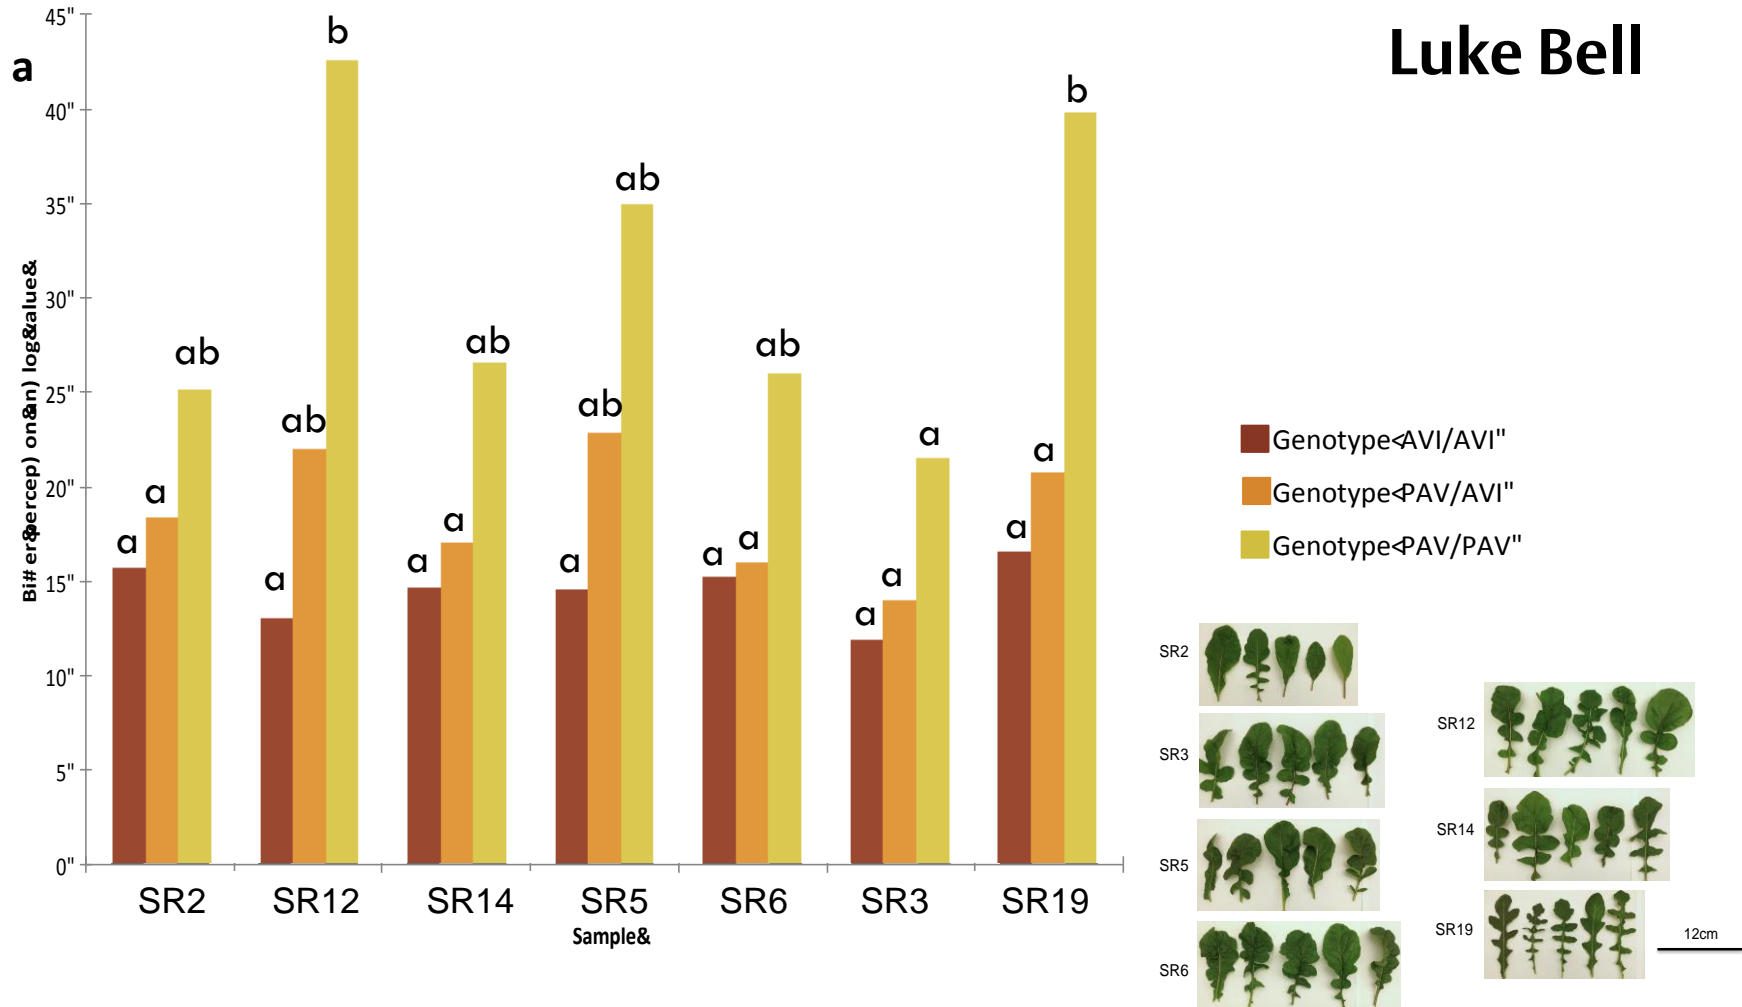 Luke Bell
a
45"
40"
35"
30"
25"
20"
15"
10"
5"
0"
a a ab
a ab b
a a ab
a ab ab
a a ab
a a a
a a b
SR2 SR12 SR14 SR5 SR6 SR3 SR19
Sample&
Genotype<AVI/AVI"
Genotype<PAV/AVI"
Genotype<PAV/PAV"
SR2
SR3
SR5
SR6
SR12
SR14
SR19
12cm